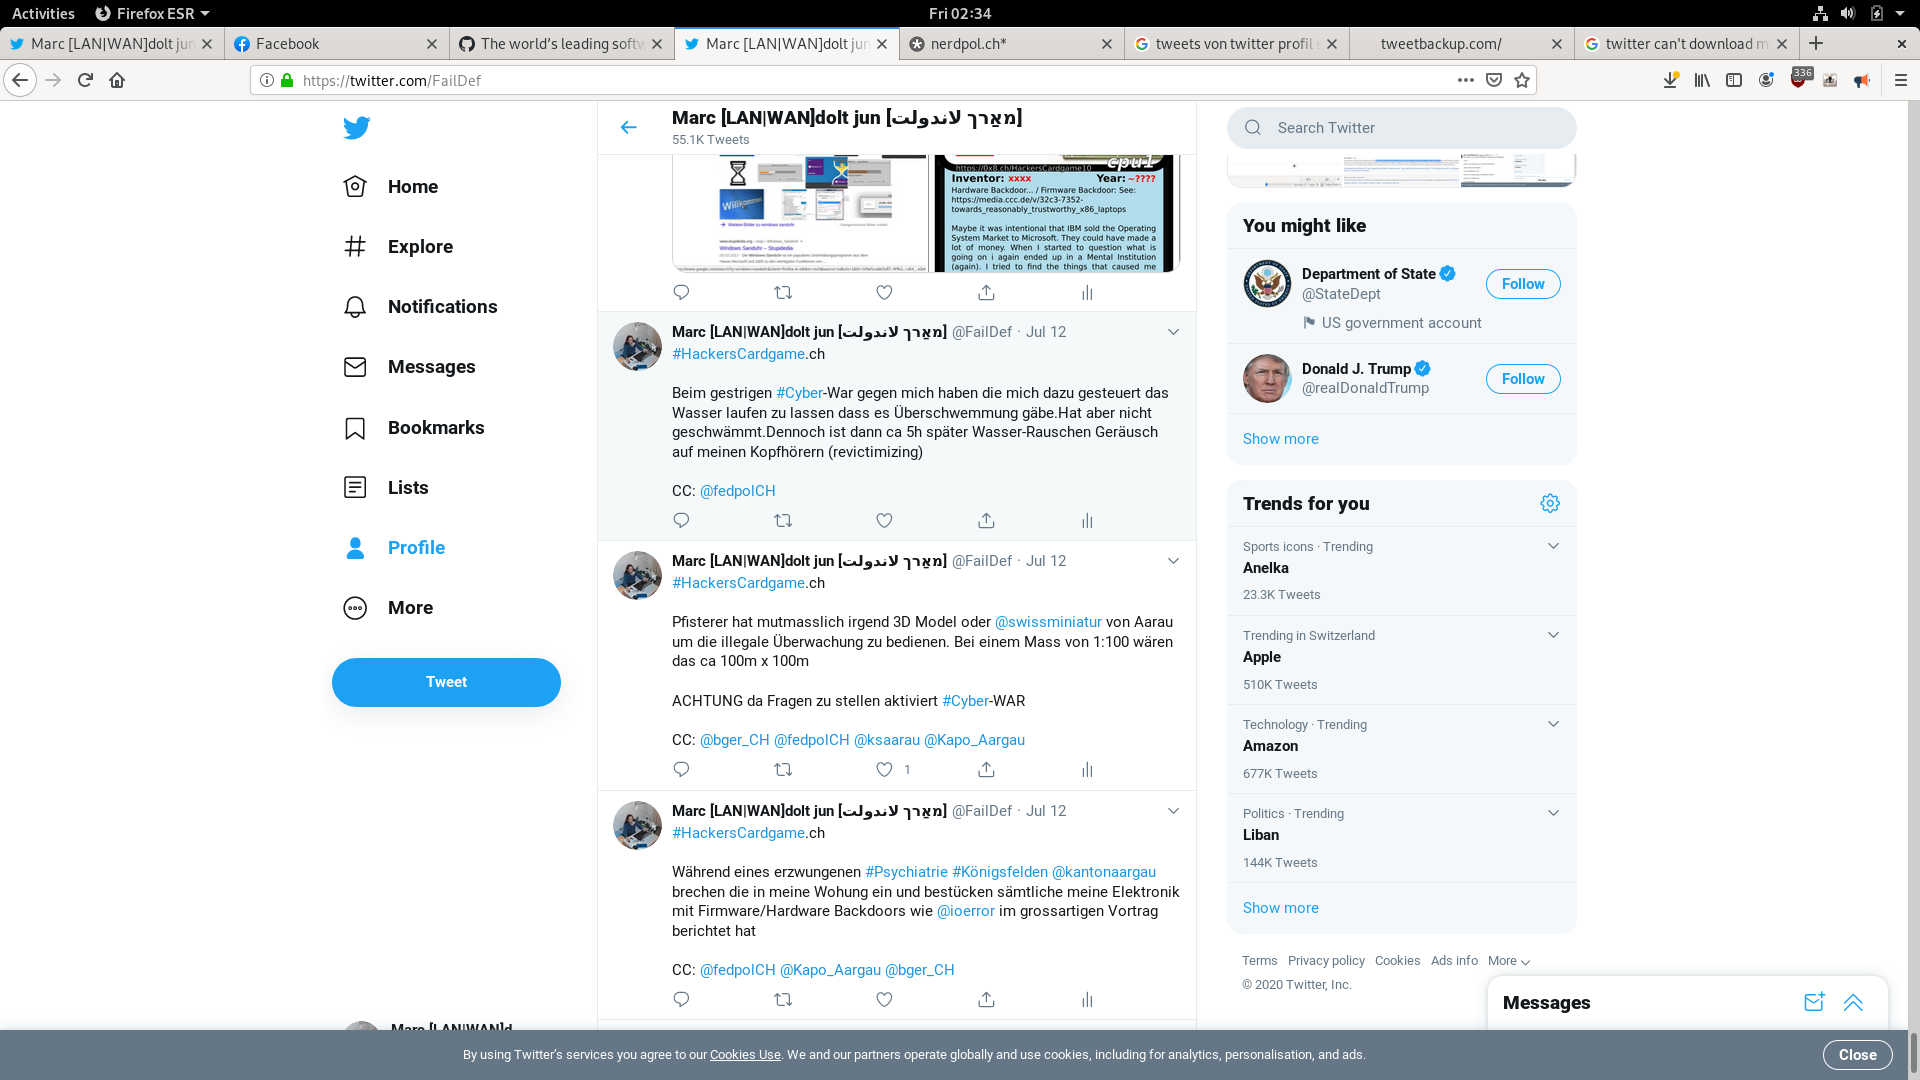 Activities
Firefox ESR
Fri 02:34
Marc [LAN|WAN]dolt jun
Facebook
The world's leading softw
Marc [LAN|WAN]dolt jun
nerdpol.ch*
tweets von twitter profil s
tweetbackup.com/
twitter can't download m
https://twitter.com/FailDef
336
Home
Explore
Notifications
Messages
Bookmarks
Lists
Profile
More
Tweet
Marc [LAN|WAN]d
Marc [LAN|WAN]dolt jun [מאַרך לאנדולת]
55.1K Tweets
Willkommen
Windows Sanduhr – Stupidedia
cpu1
https://0x8.ch/HackersCardgame10
Inventor: xxxx Year: ~????
Hardware Backdoor... / Firmware Backdoor: See:
https://media.ccc.de/v/32c3-7352-
towards_reasonably_trustworthy_x86_laptops
Maybe it was intentional that IBM sold the Operating
System Market to Microsoft. They could have made a
lot of money. When I started to question what is
going on i again ended up in a Mental Institution
(again). I tried to find the things that caused me
Marc [LAN|WAN]dolt jun [מאַרך לאנדולת] @FailDef · Jul 12
#HackersCardgame.ch
Beim gestrigen #Cyber-War gegen mich haben die mich dazu gesteuert das
Wasser laufen zu lassen dass es Überschwemmung gäbe.Hat aber nicht
geschwämmt.Dennoch ist dann ca 5h später Wasser-Rauschen Geräusch
auf meinen Kopfhörern (revictimizing)
CC: @fedpolCH
Marc [LAN|WAN]dolt jun [מאַרך לאנדולת] @FailDef · Jul 12
#HackersCardgame.ch
Pfisterer hat mutmasslich irgend 3D Model oder @swissminiatur von Aarau
um die illegale Überwachung zu bedienen. Bei einem Mass von 1:100 wären
das ca 100m x 100m
ACHTUNG da Fragen zu stellen aktiviert #Cyber-WAR
CC: @bger_CH @fedpolCH @ksaarau @Kapo_Aargau
1
Marc [LAN|WAN]dolt jun [מאַרך לאנדולת] @FailDef · Jul 12
#HackersCardgame.ch
Während eines erzwungenen #Psychiatrie #Königsfelden @kantonaargau
brechen die in meine Wohung ein und bestücken sämtliche meine Elektronik
mit Firmware/Hardware Backdoors wie @ioerror im grossartigen Vortrag
berichtet hat
CC: @fedpolCH @Kapo_Aargau @bger_CH
Search Twitter
You might like
Department of State
@StateDept
US government account
Follow
Donald J. Trump
@realDonaldTrump
Follow
Show more
Trends for you
Sports icons · Trending
Anelka
23.3K Tweets
Trending in Switzerland
Apple
510K Tweets
Technology · Trending
Amazon
677K Tweets
Politics · Trending
Liban
144K Tweets
Show more
Terms Privacy policy Cookies Ads info More
© 2020 Twitter, Inc.
Messages
By using Twitter's services you agree to our Cookies Use. We and our partners operate globally and use cookies, including for analytics, personalisation, and ads.
Close